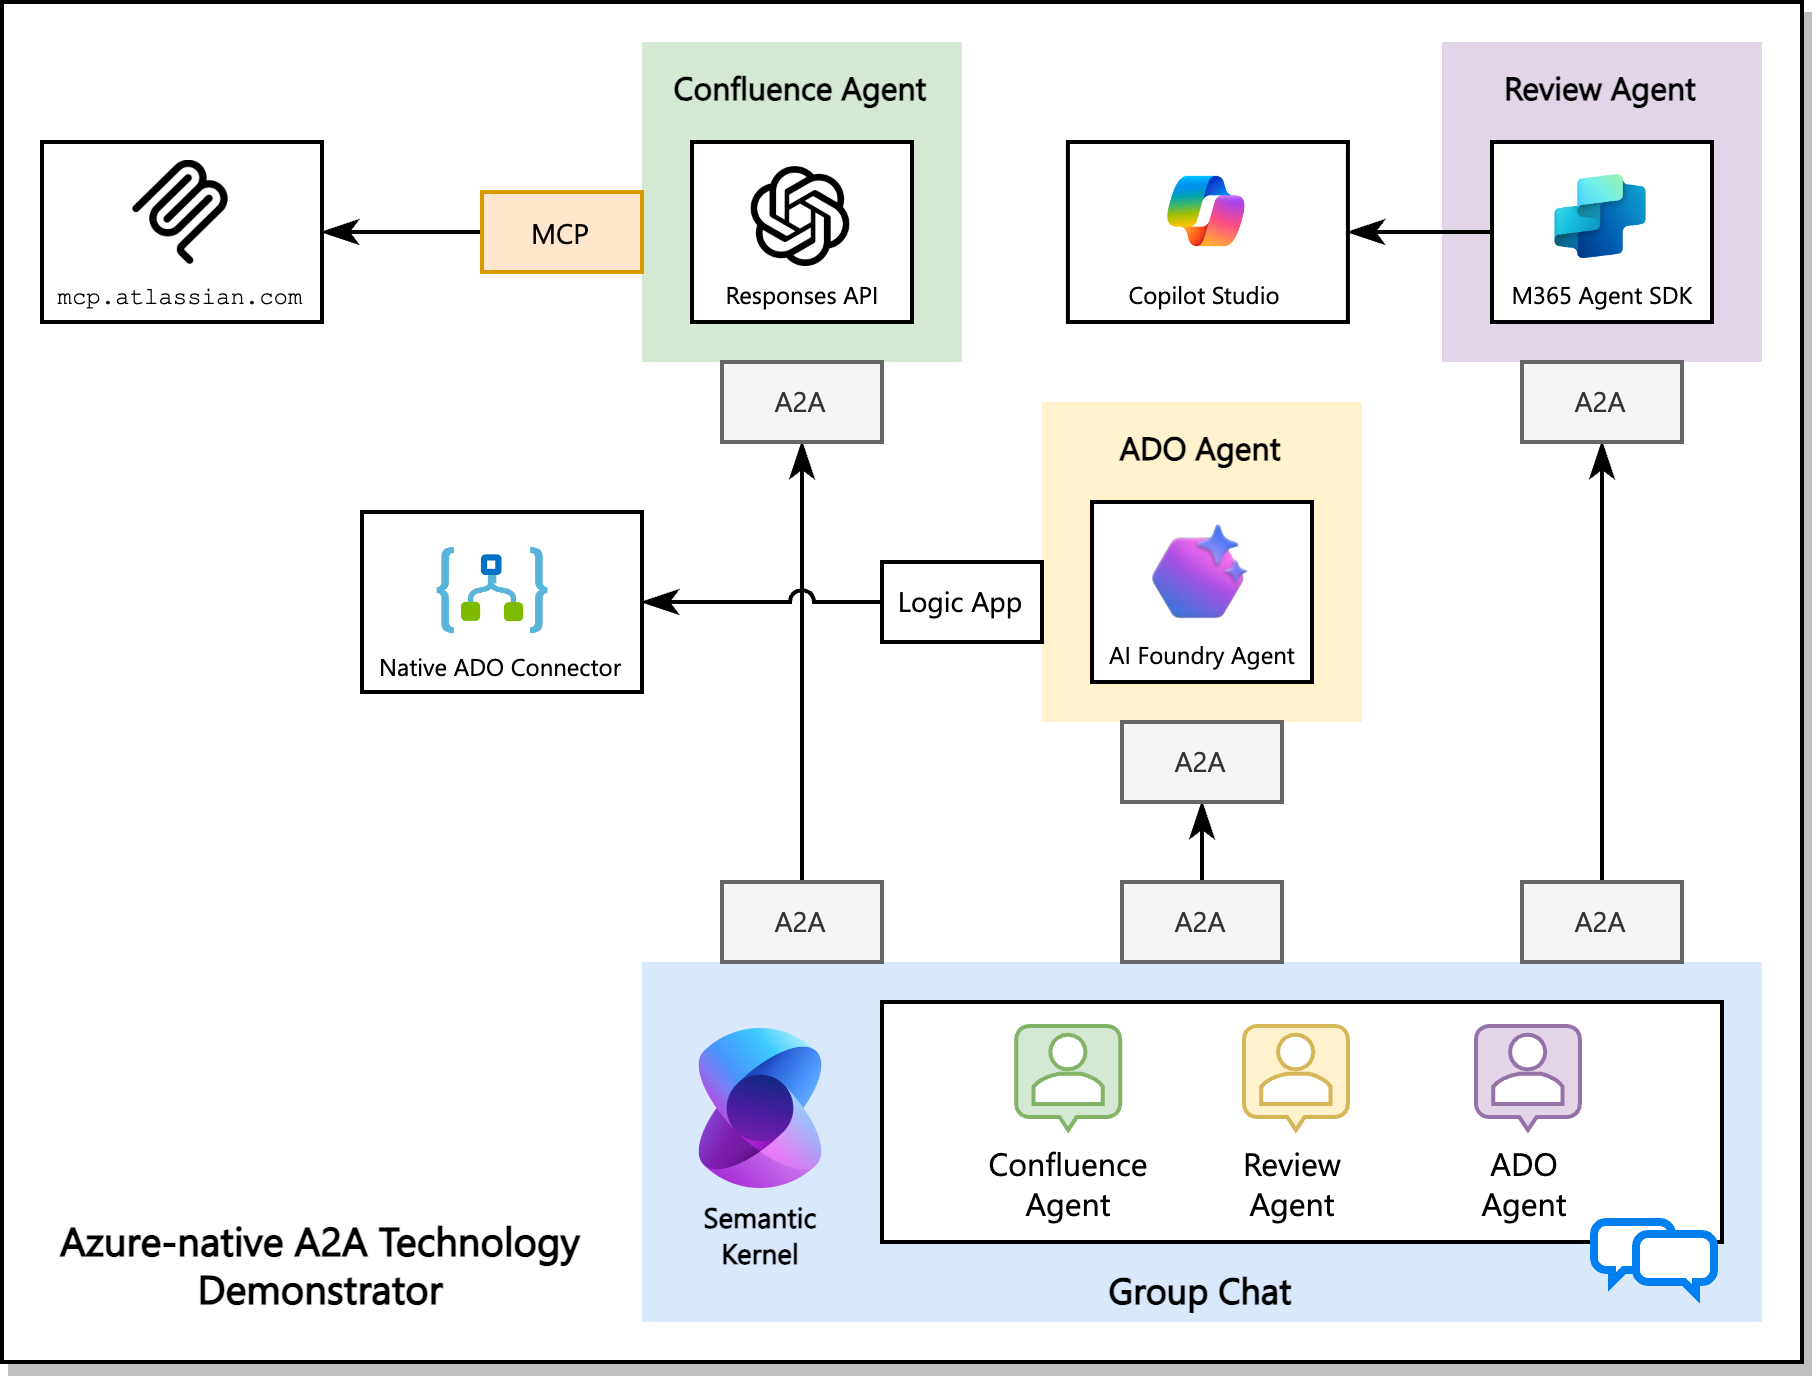 Confluence Agent
Review Agent
mcp.atlassian.com
MCP
Responses API
Copilot Studio
M365 Agent SDK
A2A
A2A
ADO Agent
Native ADO Connector
Logic App
AI Foundry Agent
A2A
A2A
A2A
A2A
Semantic
Kernel
Confluence
Agent
Review
Agent
ADO
Agent
Group Chat
Azure-native A2A Technology
Demonstrator